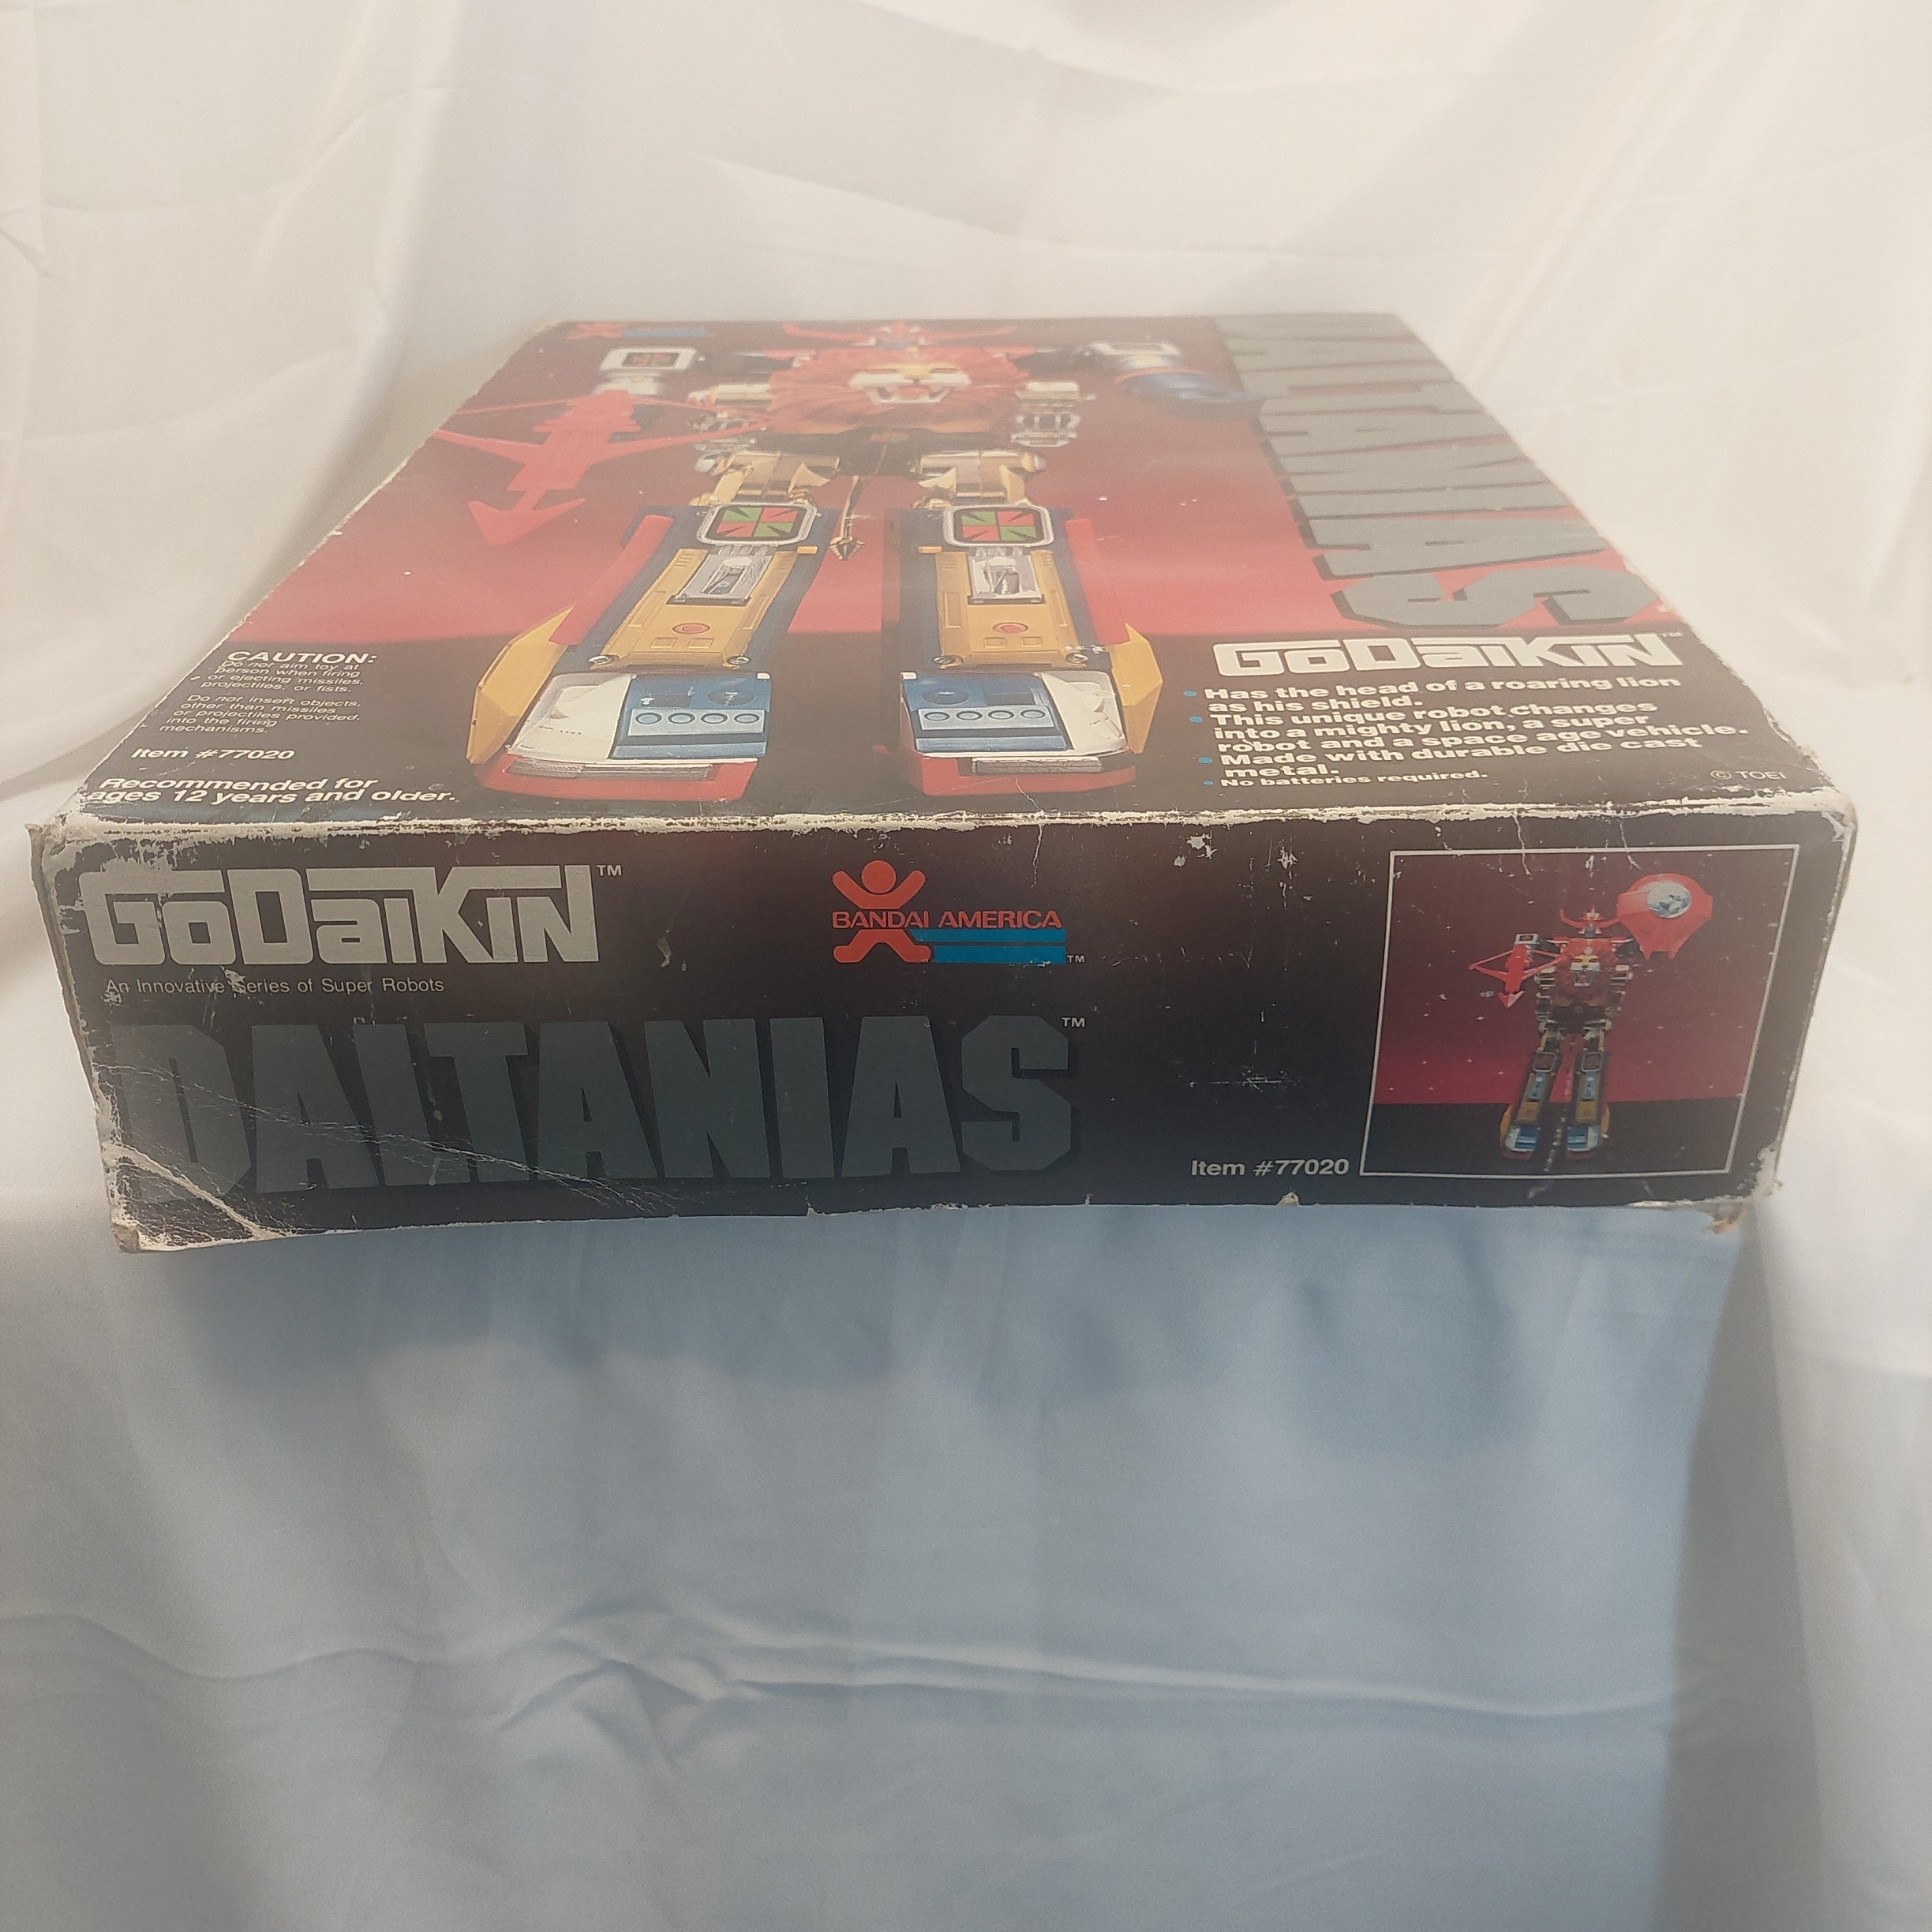 DAITANIAS
CAUTION:
Do not aim toy at
person when firing
or ejecting missiles,
projectiles, or fists.
Do not insert objects,
other than missiles
or projectiles provided,
into the firing
mechanisms.
Item #77020
Recommended for
ages 12 years and older.
GODAIKIN™
• Has the head of a roaring lion
as his shield.
• This unique robot changes
into a mighty lion, a super
robot and a space age vehicle.
• Made with durable die cast
metal.
• No batteries required.
© TOEI
GODAIKIN™
An Innovative Series of Super Robots
BANDAI AMERICA™
DALTANIAS™
Item #77020